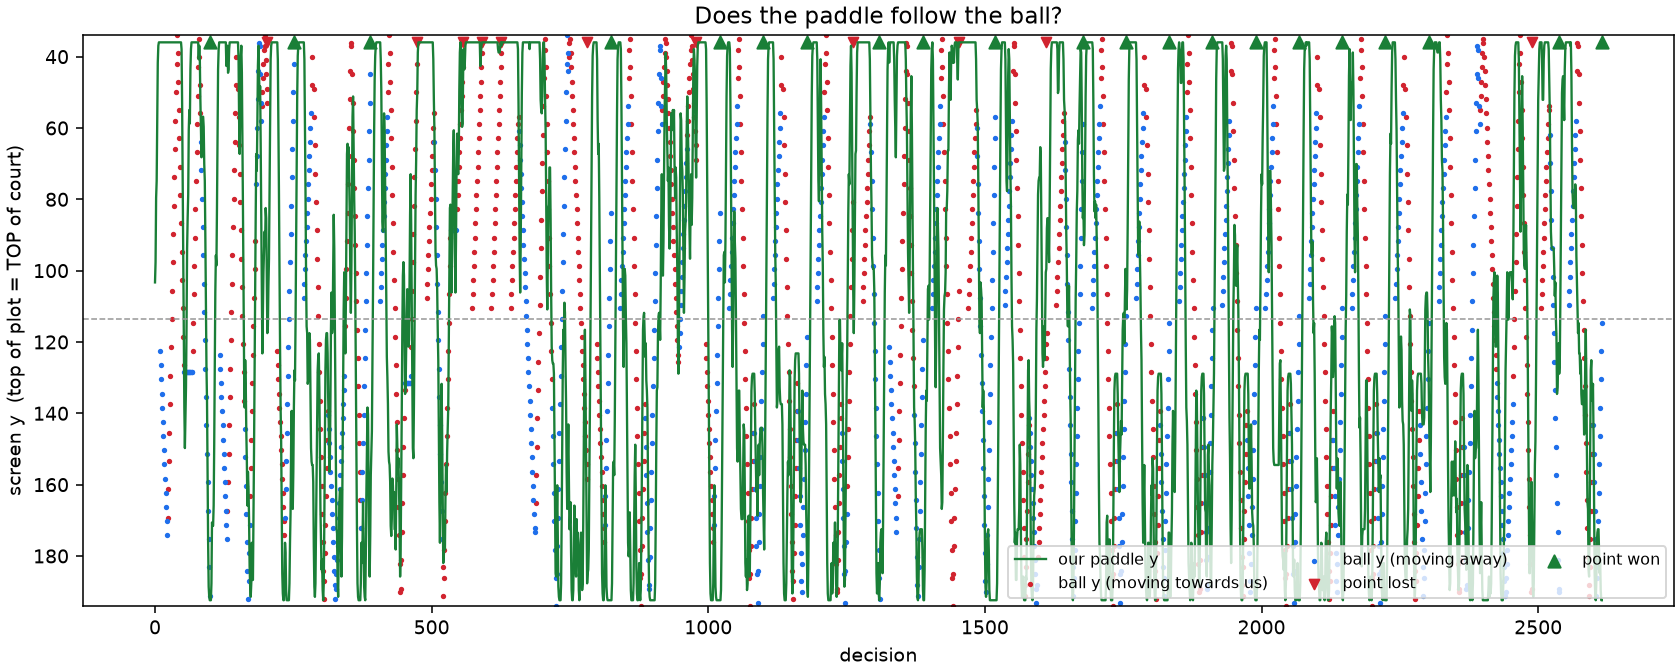 Does the paddle follow the ball?
screen y (top of plot = TOP of court)
40
60
80
100
120
140
160
180
our paddle y
ball y (moving towards us)
ball y (moving away)
point lost
point won
0
500
1000
1500
2000
2500
decision